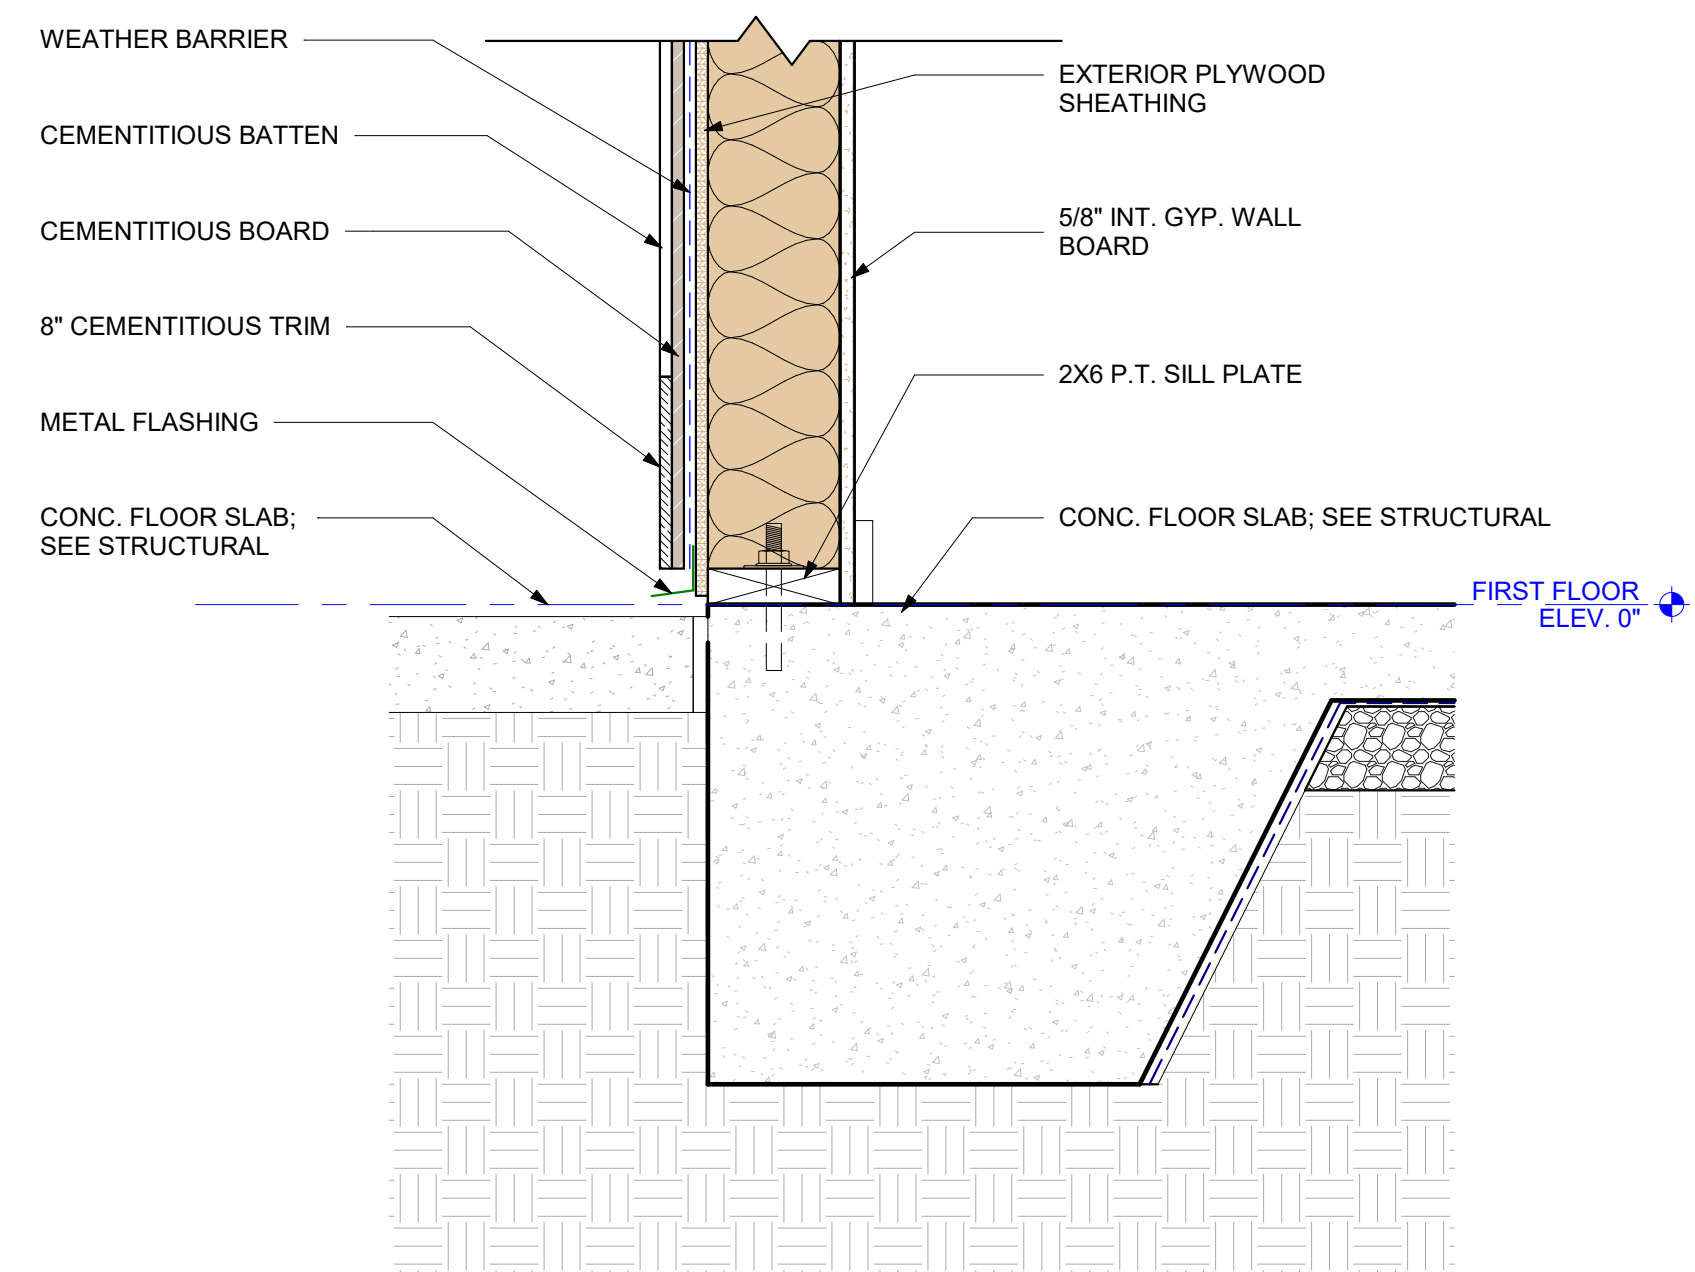 WEATHER BARRIER
CEMENTITIOUS BATTEN
CEMENTITIOUS BOARD
8" CEMENTITIOUS TRIM
METAL FLASHING
CONC. FLOOR SLAB;
SEE STRUCTURAL
EXTERIOR PLYWOOD
SHEATHING
5/8" INT. GYP. WALL
BOARD
2X6 P.T. SILL PLATE
CONC. FLOOR SLAB; SEE STRUCTURAL
FIRST FLOOR
ELEV. 0"